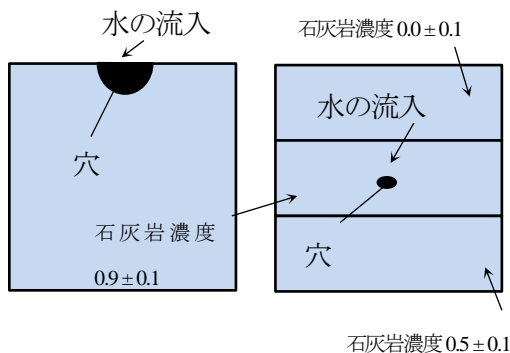 水の流入
穴
石灰岩濃度
0.9±0.1
石灰岩濃度 0.0±0.1
水の流入
穴
石灰岩濃度 0.5±0.1